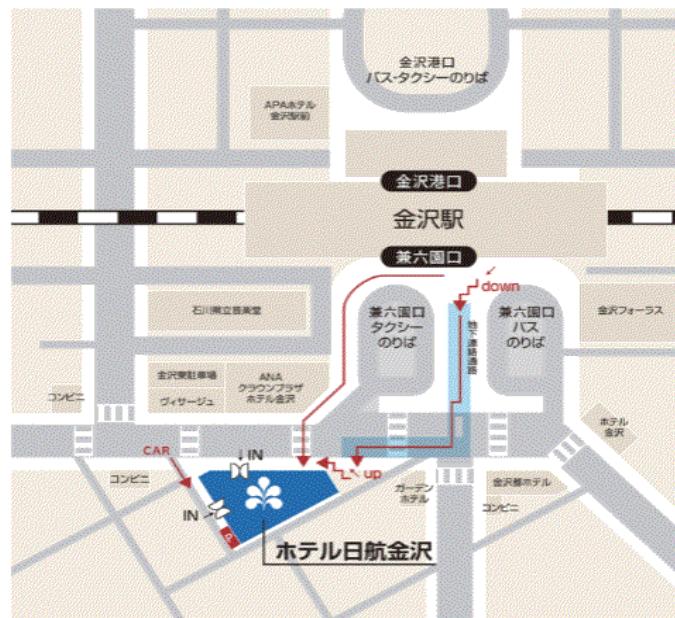 金沢港口
バス・タクシーのりば
APAホテル
金沢駅前
金沢港口
金沢駅
兼六園口
down
石川県立音楽堂
兼六園口
タクシー
のりば
地下連絡通路
兼六園口
バス
のりば
金沢フォーラス
金沢東駐車場
ヴィサージュ
ANA
クラウンプラザ
ホテル金沢
コンビニ
ホテル
金沢
CAR
IN
up
コンビニ
ガーデン
ホテル
金沢都ホテル
コンビニ
IN
ホテル日航金沢